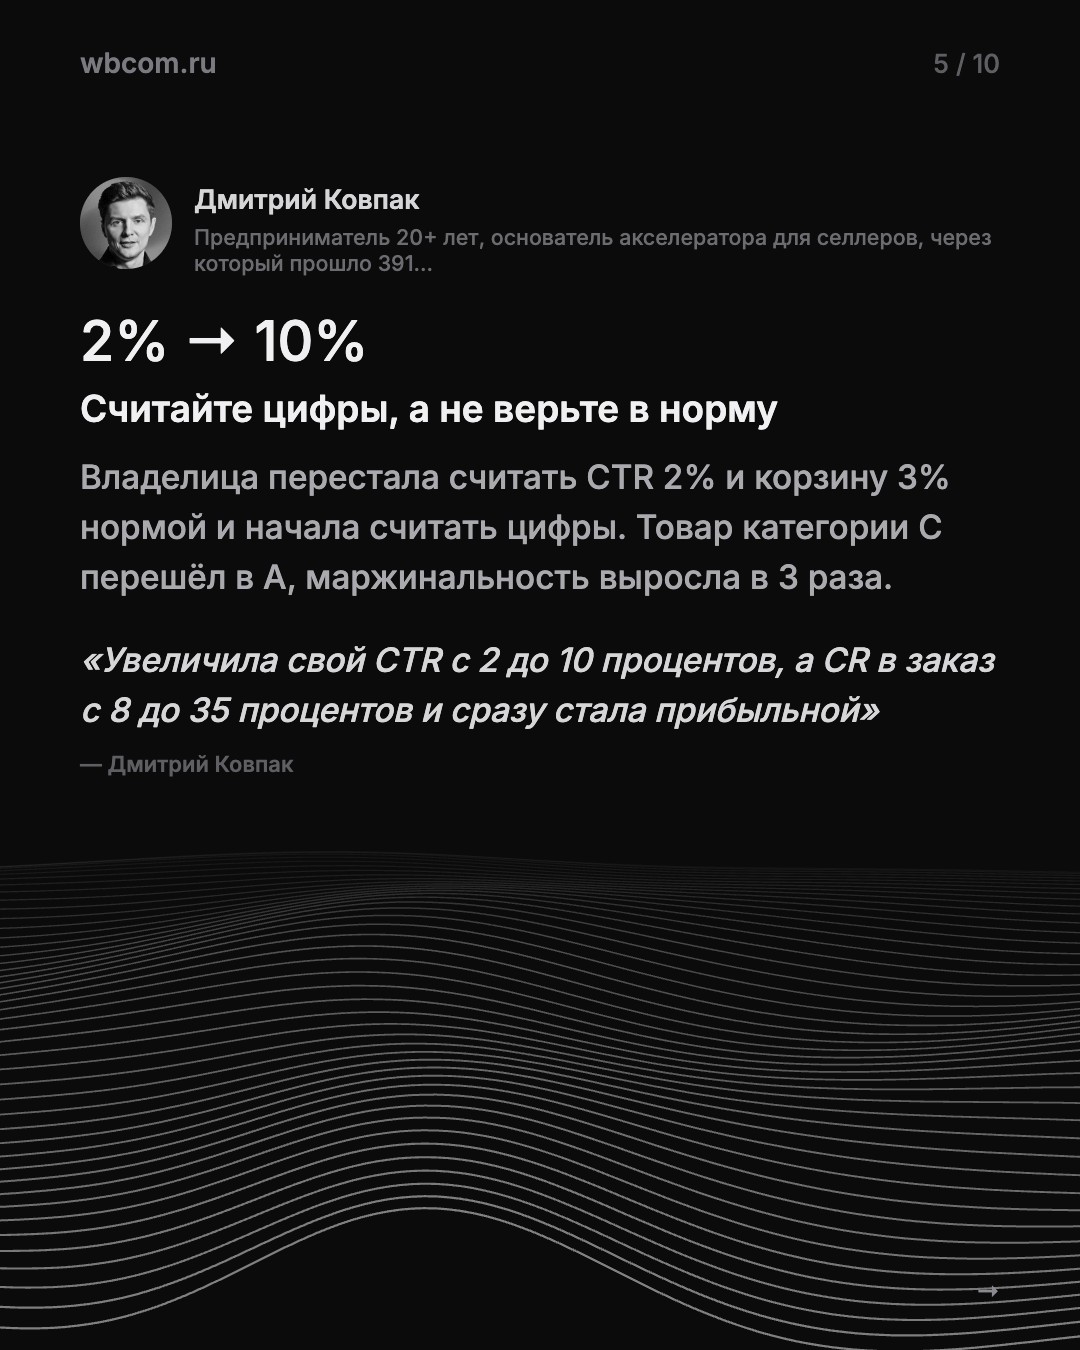 wbcom.ru
5 / 10
Дмитрий Ковпак
Предприниматель 20+ лет, основатель акселератора для селлеров, через
который прошло 391...
2% → 10%
Считайте цифры, а не верьте в норму
Владелица перестала считать CTR 2% и корзину 3%
нормой и начала считать цифры. Товар категории С
перешёл в А, маржинальность выросла в 3 раза.
«Увеличила свой CTR с 2 до 10 процентов, а CR в заказ
с 8 до 35 процентов и сразу стала прибыльной»
— Дмитрий Ковпак
→